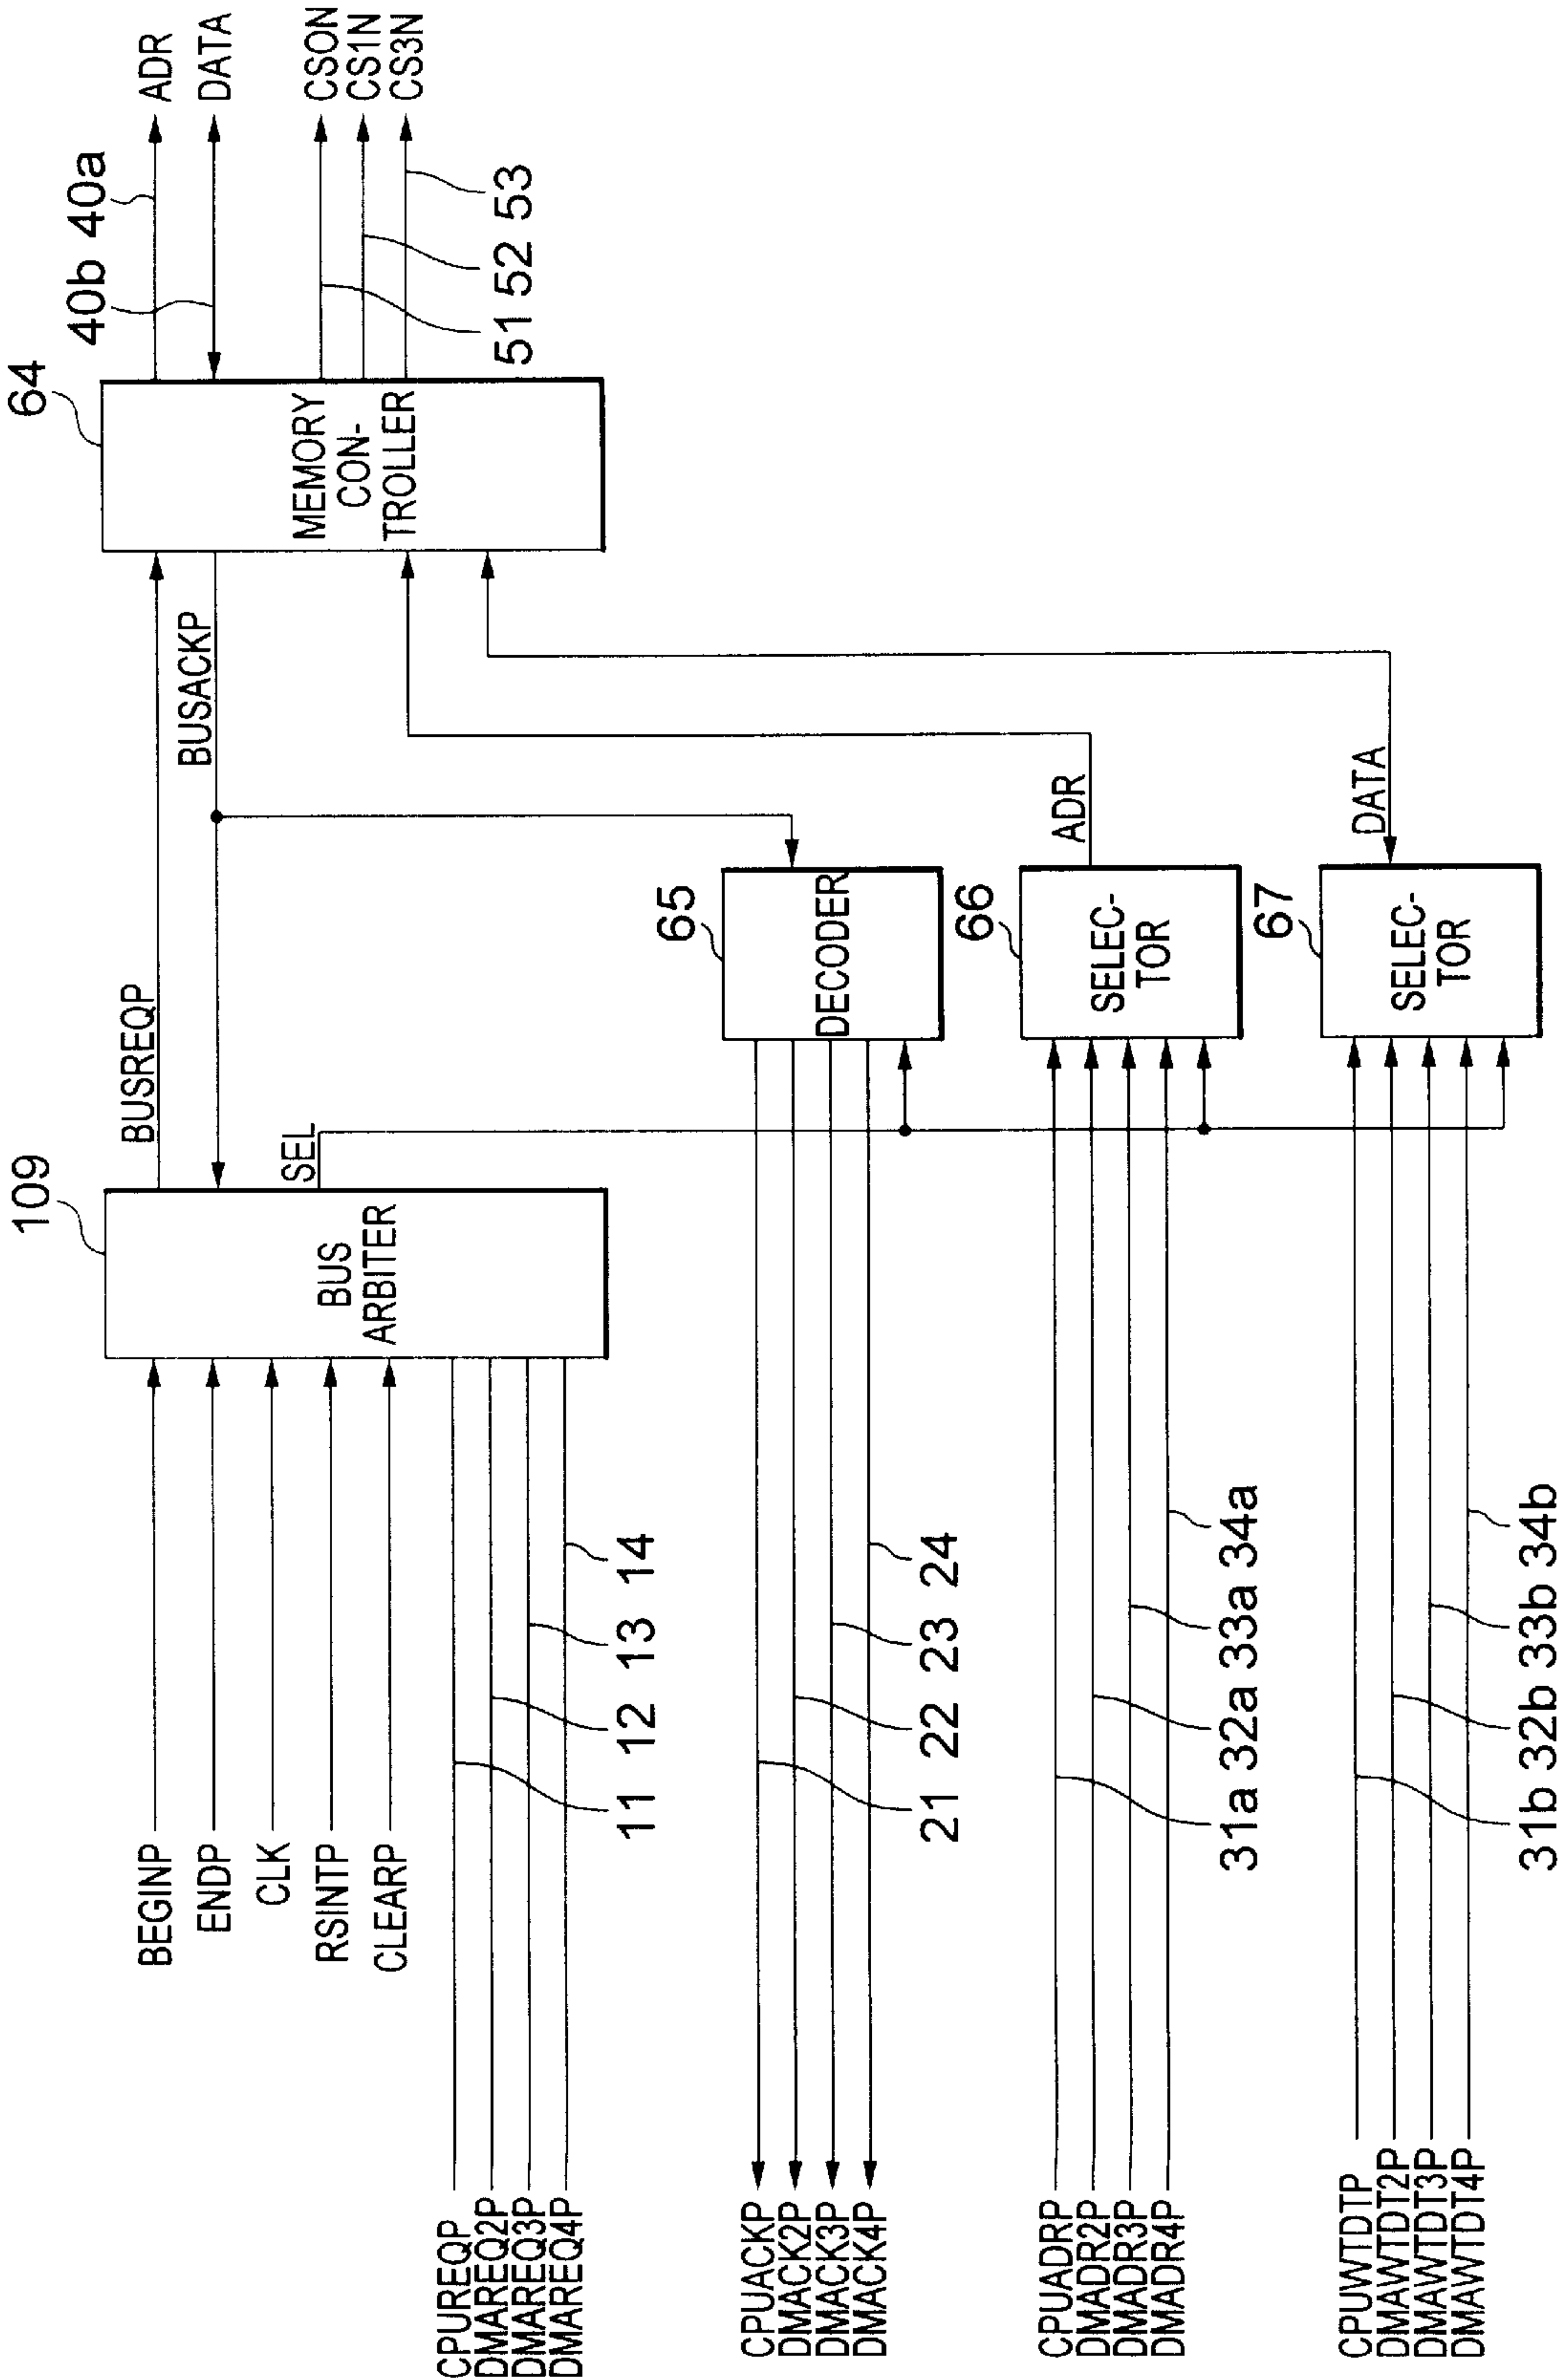 109
64
BEGINP
ENDP
CLK
RSINTP
CLEARP
CPUREQP
DMAREQ2P
DMAREQ3P
DMAREQ4P
11
12
13
14
BUS
ARBITER
BUSREQP
BUSACKP
SEL
MEMORY
CON-
TROLLER
40b
40a
ADR
DATA
CSON
CS1N
CS3N
51
52
53
CPUACKP
DMACK2P
DMACK3P
DMACK4P
21
22
23
24
65
DECODER
CPUADRP
DMADR2P
DMADR3P
DMADR4P
31a
32a
33a
34a
66
SELEC-
TOR
ADR
CPUWTDTP
DMAWTDT2P
DMAWTDT3P
DMAWTDT4P
31b
32b
33b
34b
67
SELEC-
TOR
DATA